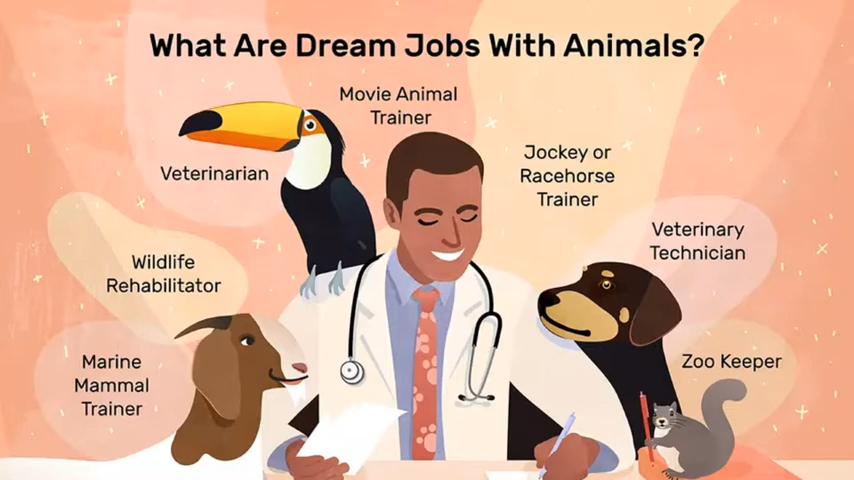 What Are Dream Jobs With Animals?
Movie Animal
Trainer
Veterinarian
Jockey or
Racehorse
Trainer
Wildlife
Rehabilitator
Veterinary
Technician
Marine
Mammal
Trainer
Zoo Keeper